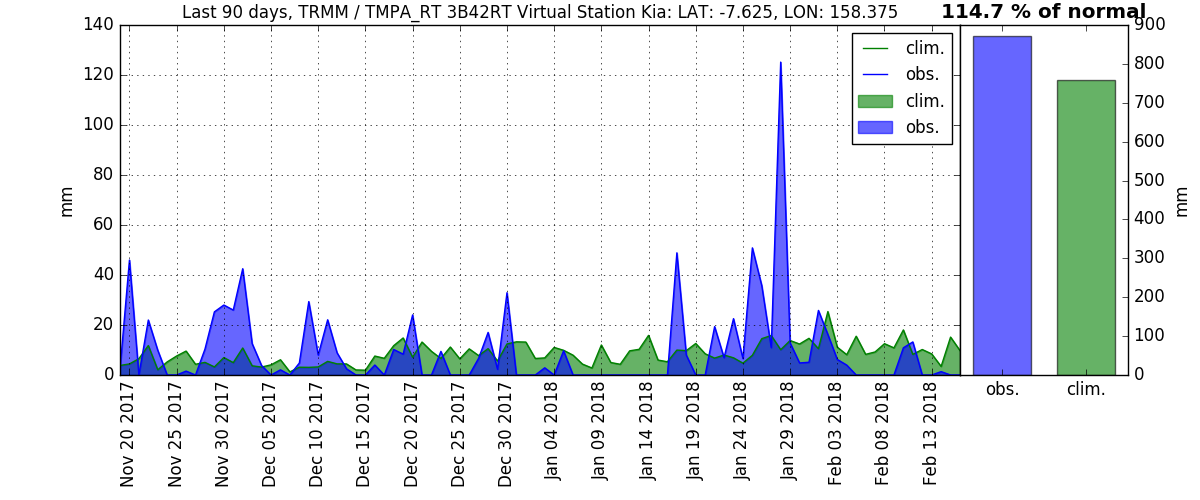 Last 90 days, TRMM / TMPA_RT 3B42RT Virtual Station Kia: LAT: -7.625, LON: 158.375
114.7 % of normal
140
120
100
80
60
40
20
0
mm
clim.
obs.
clim.
obs.
Nov 20 2017
Nov 25 2017
Nov 30 2017
Dec 05 2017
Dec 10 2017
Dec 15 2017
Dec 20 2017
Dec 25 2017
Dec 30 2017
Jan 04 2018
Jan 09 2018
Jan 14 2018
Jan 19 2018
Jan 24 2018
Jan 29 2018
Feb 03 2018
Feb 08 2018
Feb 13 2018
900
800
700
600
500
400
300
200
100
0
mm
obs.
clim.